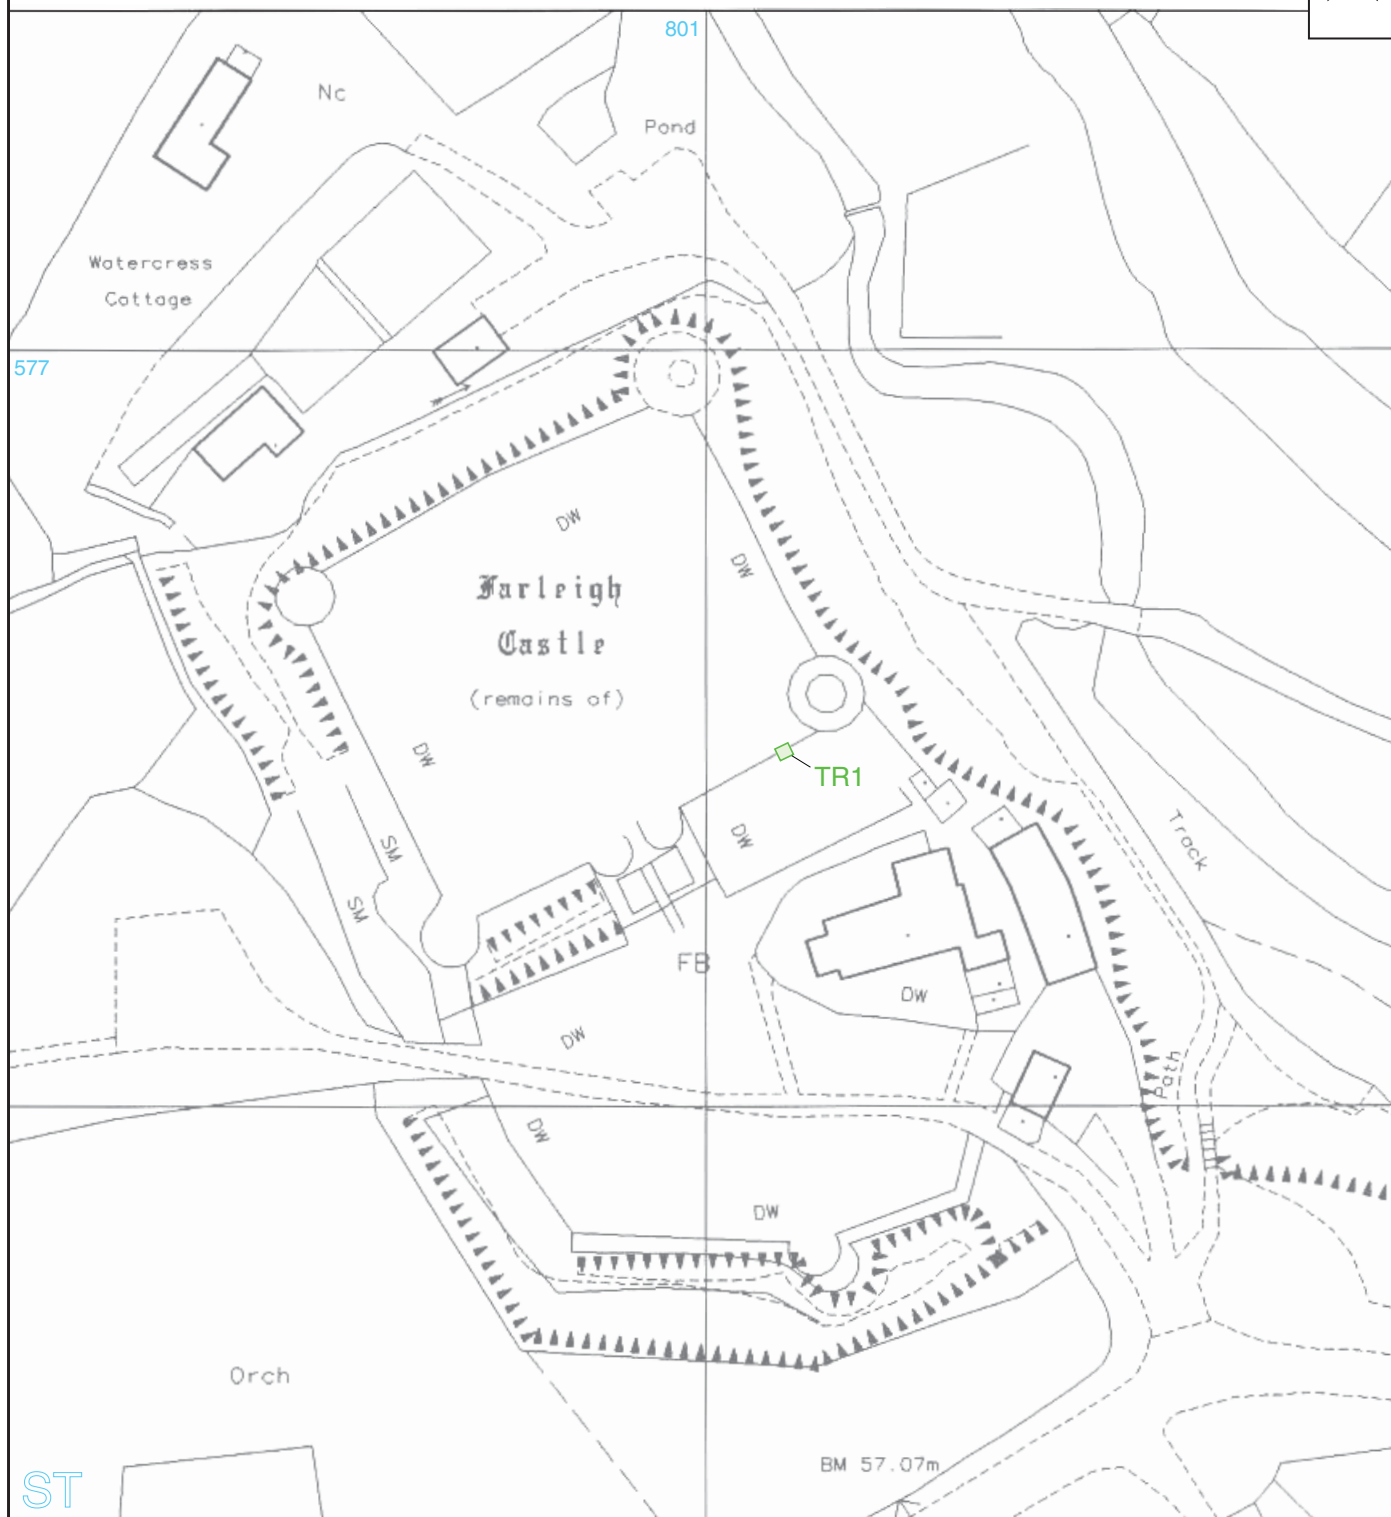 801
Nc
Pond
Watercress
Cottage
577
DW
DW
Farleigh
Castle
(remains of)
DW
TR1
DW
Track
SM
SM
FB
DW
DW
Path
DW
DW
Orch
BM 57.07m
ST